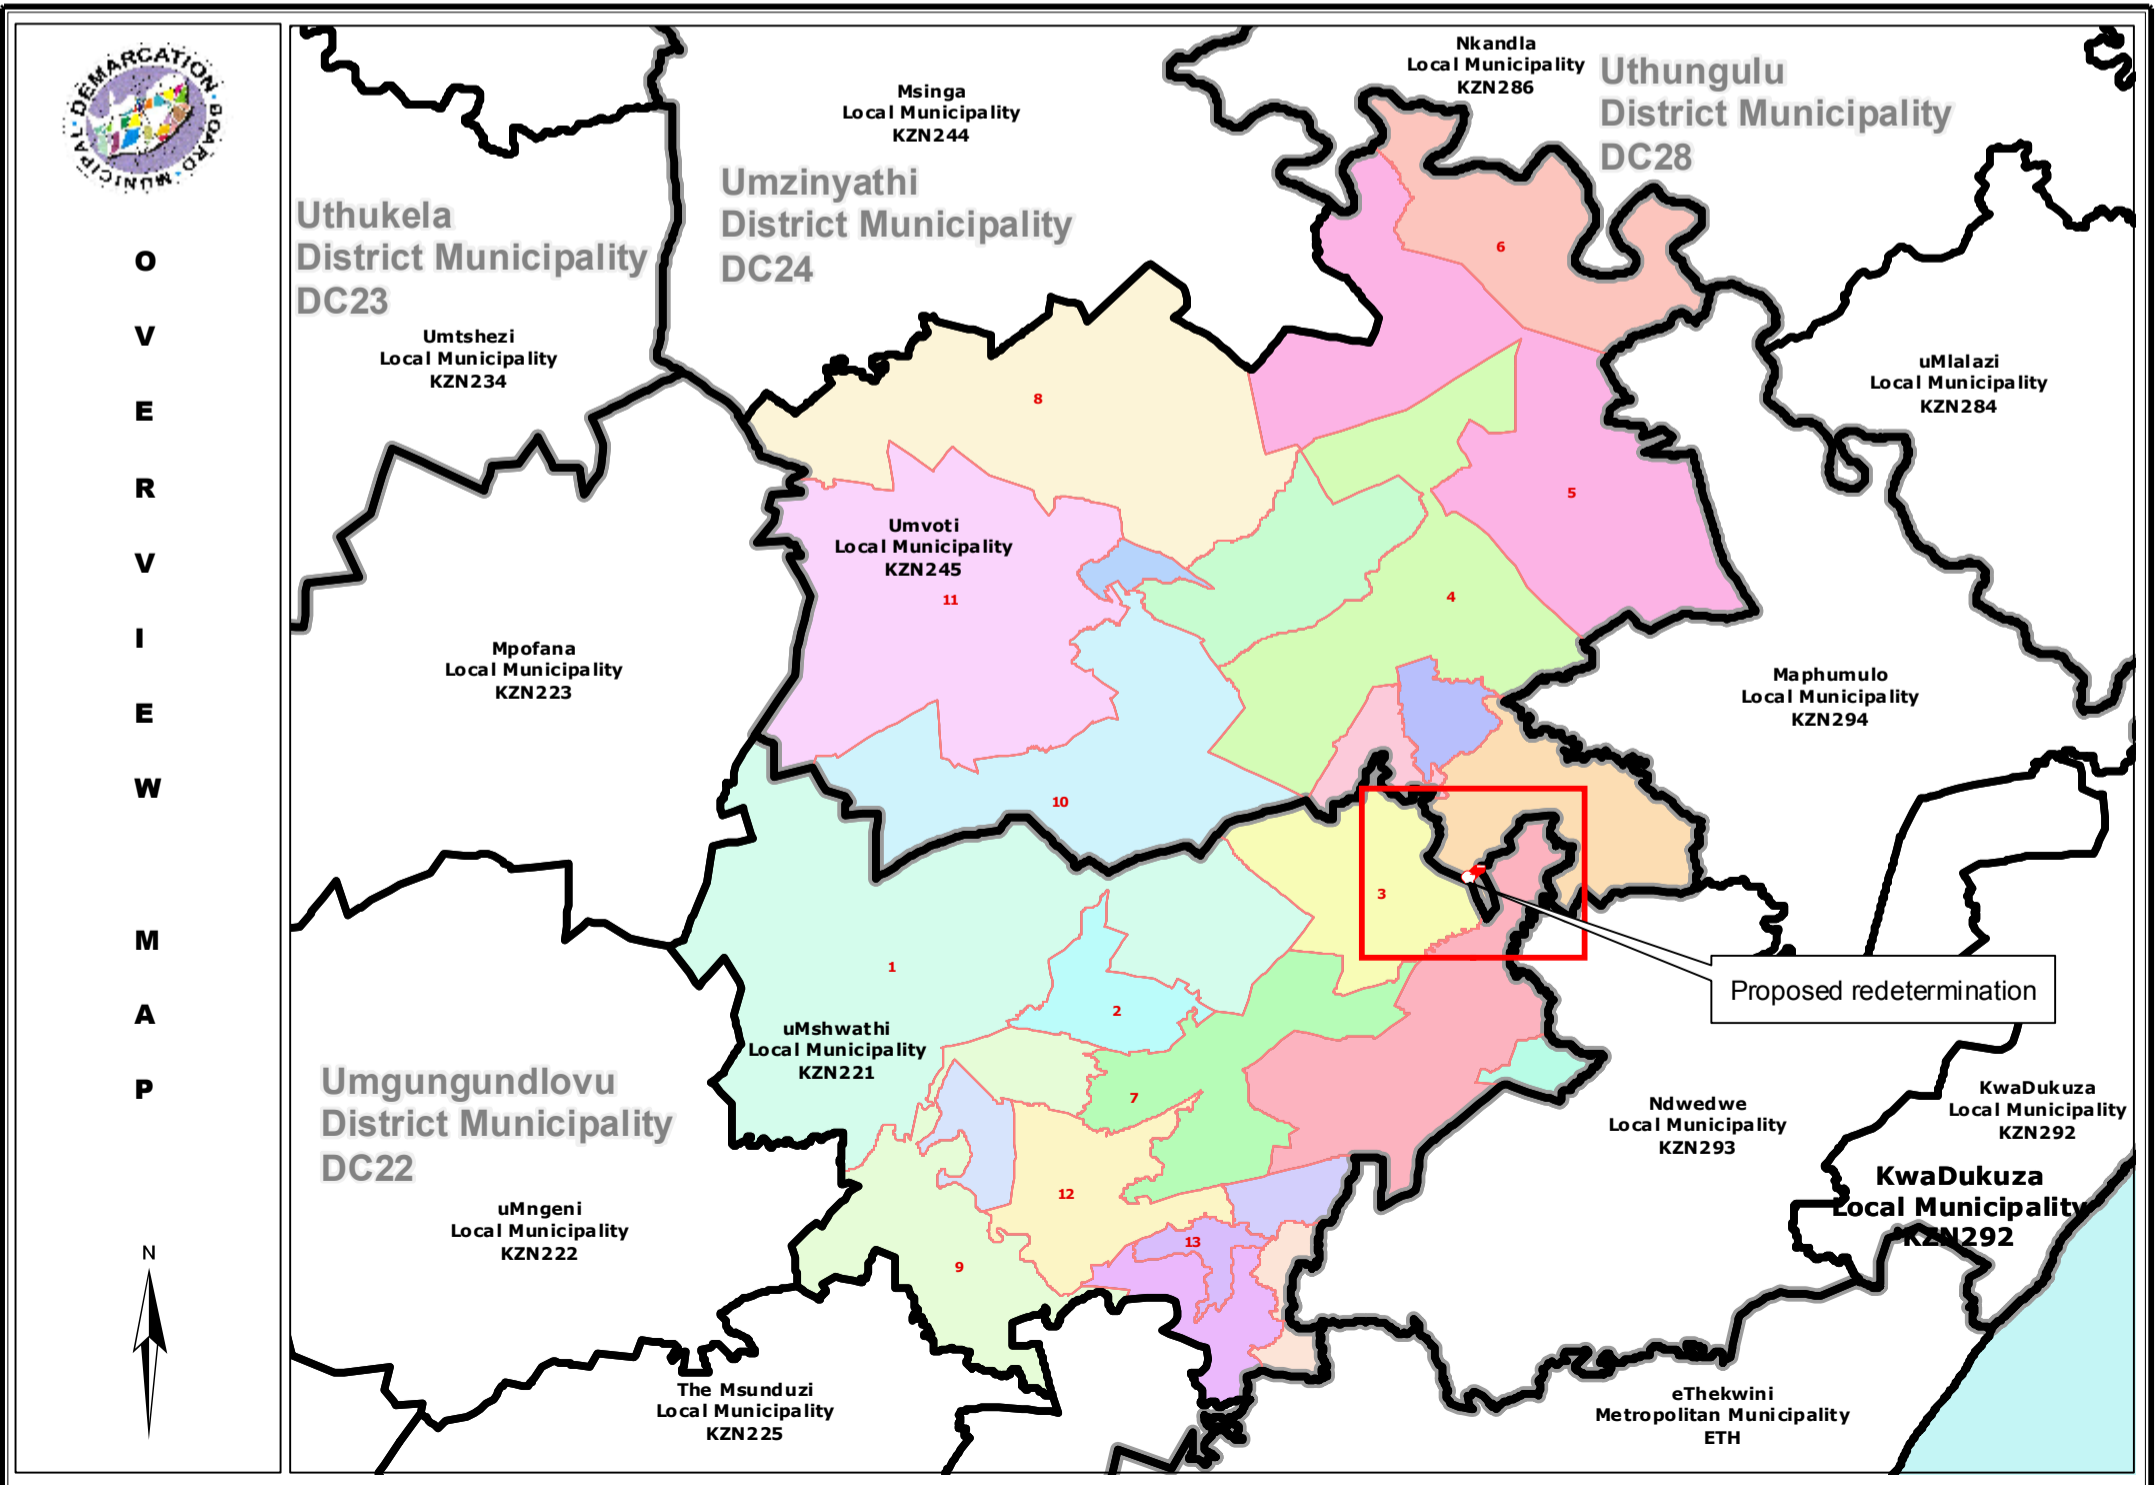 MUNICIPAL DEMARCATION BOARD
OVERVIEW MAP
N
Nkandla
Local Municipality
KZN286
Uthungulu
District Municipality
DC28
Msinga
Local Municipality
KZN244
Umzinyathi
District Municipality
DC24
Uthukela
District Municipality
DC23
Umtshezi
Local Municipality
KZN234
uMlalazi
Local Municipality
KZN284
6
8
5
Umvoti
Local Municipality
KZN245
11
4
Mpofana
Local Municipality
KZN223
Maphumulo
Local Municipality
KZN294
10
3
1
2
Proposed redetermination
uMshwathi
Local Municipality
KZN221
7
Umgungundlovu
District Municipality
DC22
Ndwedwe
Local Municipality
KZN293
KwaDukuza
Local Municipality
KZN292
KwaDukuza
Local Municipality
KZN292
12
uMngeni
Local Municipality
KZN222
13
9
The Msunduzi
Local Municipality
KZN225
eThekwini
Metropolitan Municipality
ETH